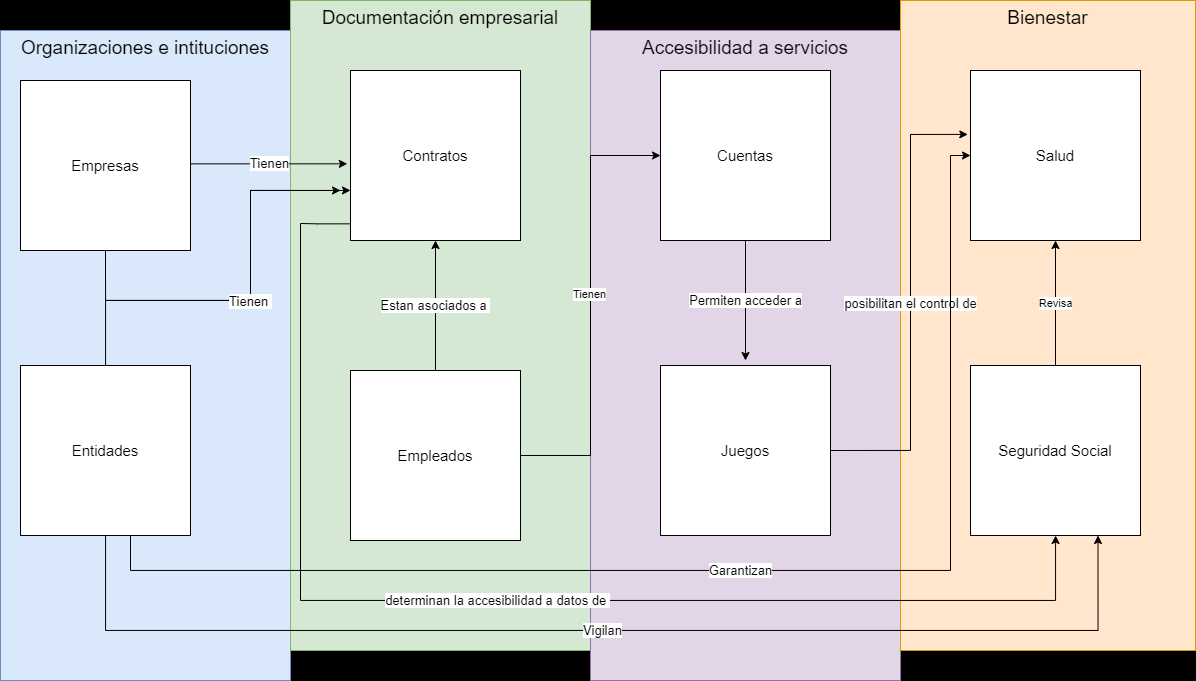 Documentación empresarial
Bienestar
Organizaciones e intituciones
Accesibilidad a servicios
Empresas
Tienen
Contratos
Cuentas
Salud
Tienen
Estan asociados a
Tienen
Permiten acceder a
posibilitan el control de
Revisa
Entidades
Empleados
Juegos
Seguridad Social
Garantizan
determinan la accesibilidad a datos de
Vigilan